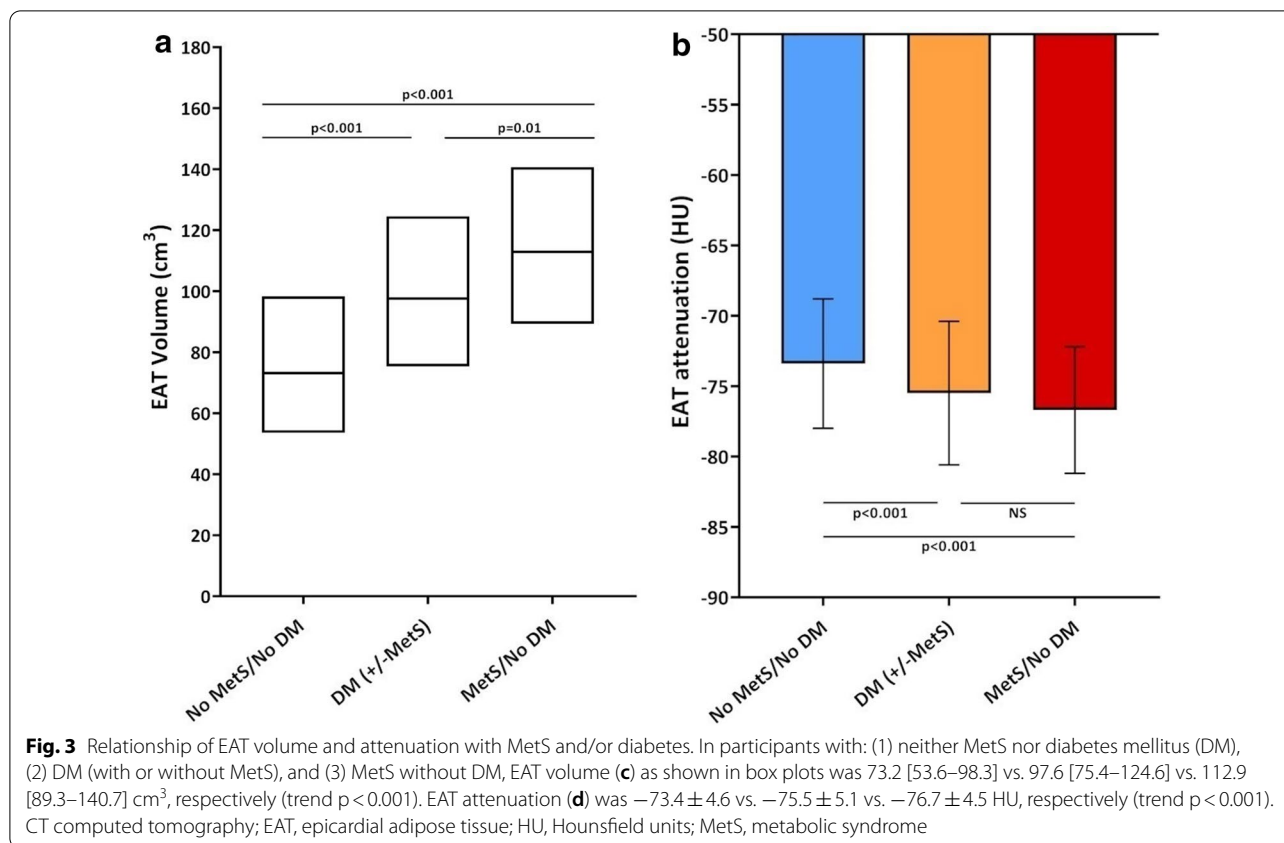 a
180
160
140
120
100
80
60
40
20
0
EAT Volume (cm³)
p<0.001
p<0.001
p=0.01
No MetS/No DM
DM (+/-MetS)
MetS/No DM
b
-50
-55
-60
-65
-70
-75
-80
-85
-90
EAT attenuation (HU)
p<0.001
NS
p<0.001
No MetS/No DM
DM (+/-MetS)
MetS/No DM
Fig. 3 Relationship of EAT volume and attenuation with MetS and/or diabetes. In participants with: (1) neither MetS nor diabetes mellitus (DM),
(2) DM (with or without MetS), and (3) MetS without DM, EAT volume (c) as shown in box plots was 73.2 [53.6–98.3] vs. 97.6 [75.4–124.6] vs. 112.9
[89.3–140.7] cm³, respectively (trend p < 0.001). EAT attenuation (d) was −73.4 ± 4.6 vs. −75.5 ± 5.1 vs. −76.7 ± 4.5 HU, respectively (trend p < 0.001).
CT computed tomography; EAT, epicardial adipose tissue; HU, Hounsfield units; MetS, metabolic syndrome